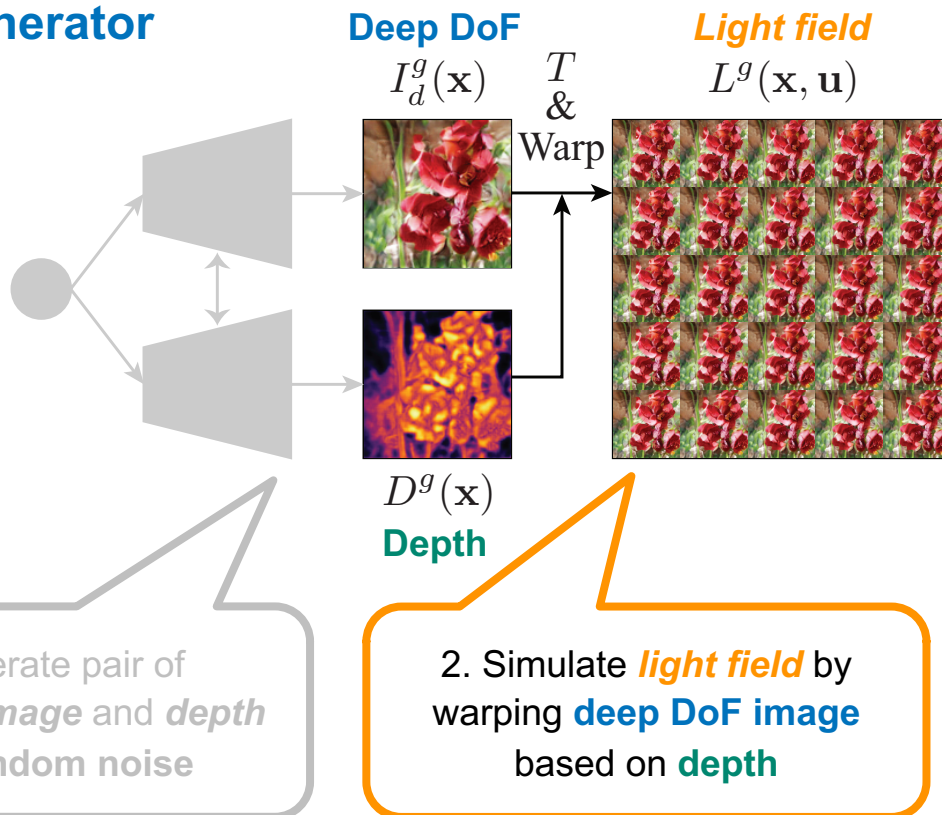 nerator
Deep DoF
Light field
I_d^g(x)
T
&
Warp
L^g(x, u)
D^g(x)
Depth
erate pair of
mage and depth
ndom noise
2. Simulate light field by
warping deep DoF image
based on depth